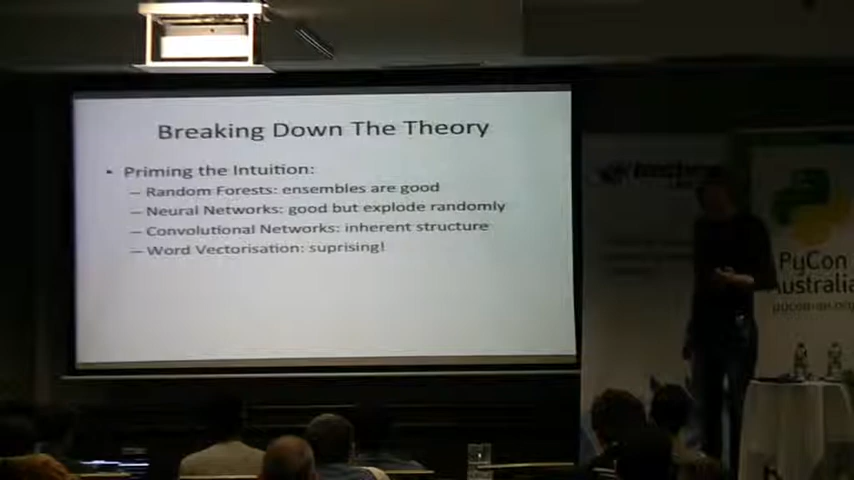 Breaking Down The Theory
• Priming the Intuition:
– Random Forests: ensembles are good
– Neural Networks: good but explode randomly
– Convolutional Networks: inherent structure
– Word Vectorisation: suprising!
PyCon
Australia